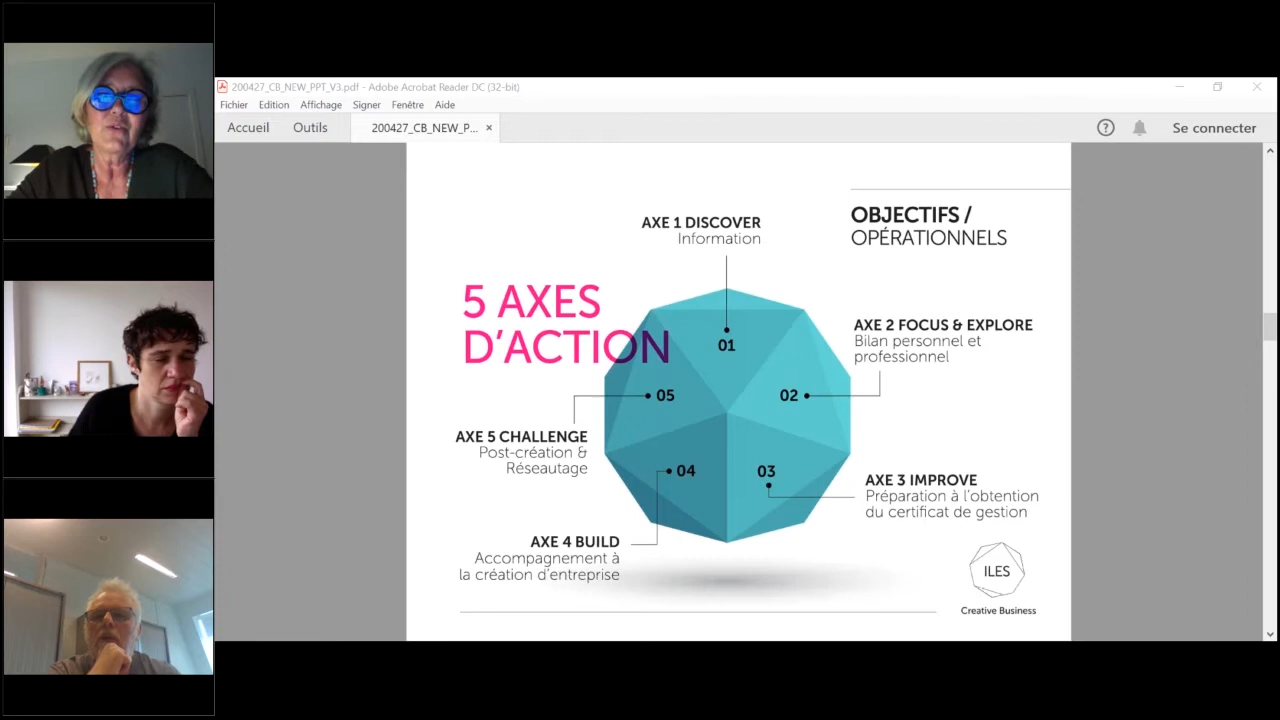 200427_CB_NEW_PPT_V3.pdf - Adobe Acrobat Reader DC (32-bit)
Fichier Edition Affichage Signer Fenêtre Aide
Accueil Outils 200427_CB_NEW_P... × ? Se connecter
OBJECTIFS /
OPÉRATIONNELS
5 AXES
D'ACTION
AXE 1 DISCOVER
Information
01
AXE 2 FOCUS & EXPLORE
Bilan personnel et
professionnel
02
AXE 3 IMPROVE
Préparation à l'obtention
du certificat de gestion
03
AXE 4 BUILD
Accompagnement à
la création d'entreprise
04
AXE 5 CHALLENGE
Post-création &
Réseautage
05
ILES
Creative Business